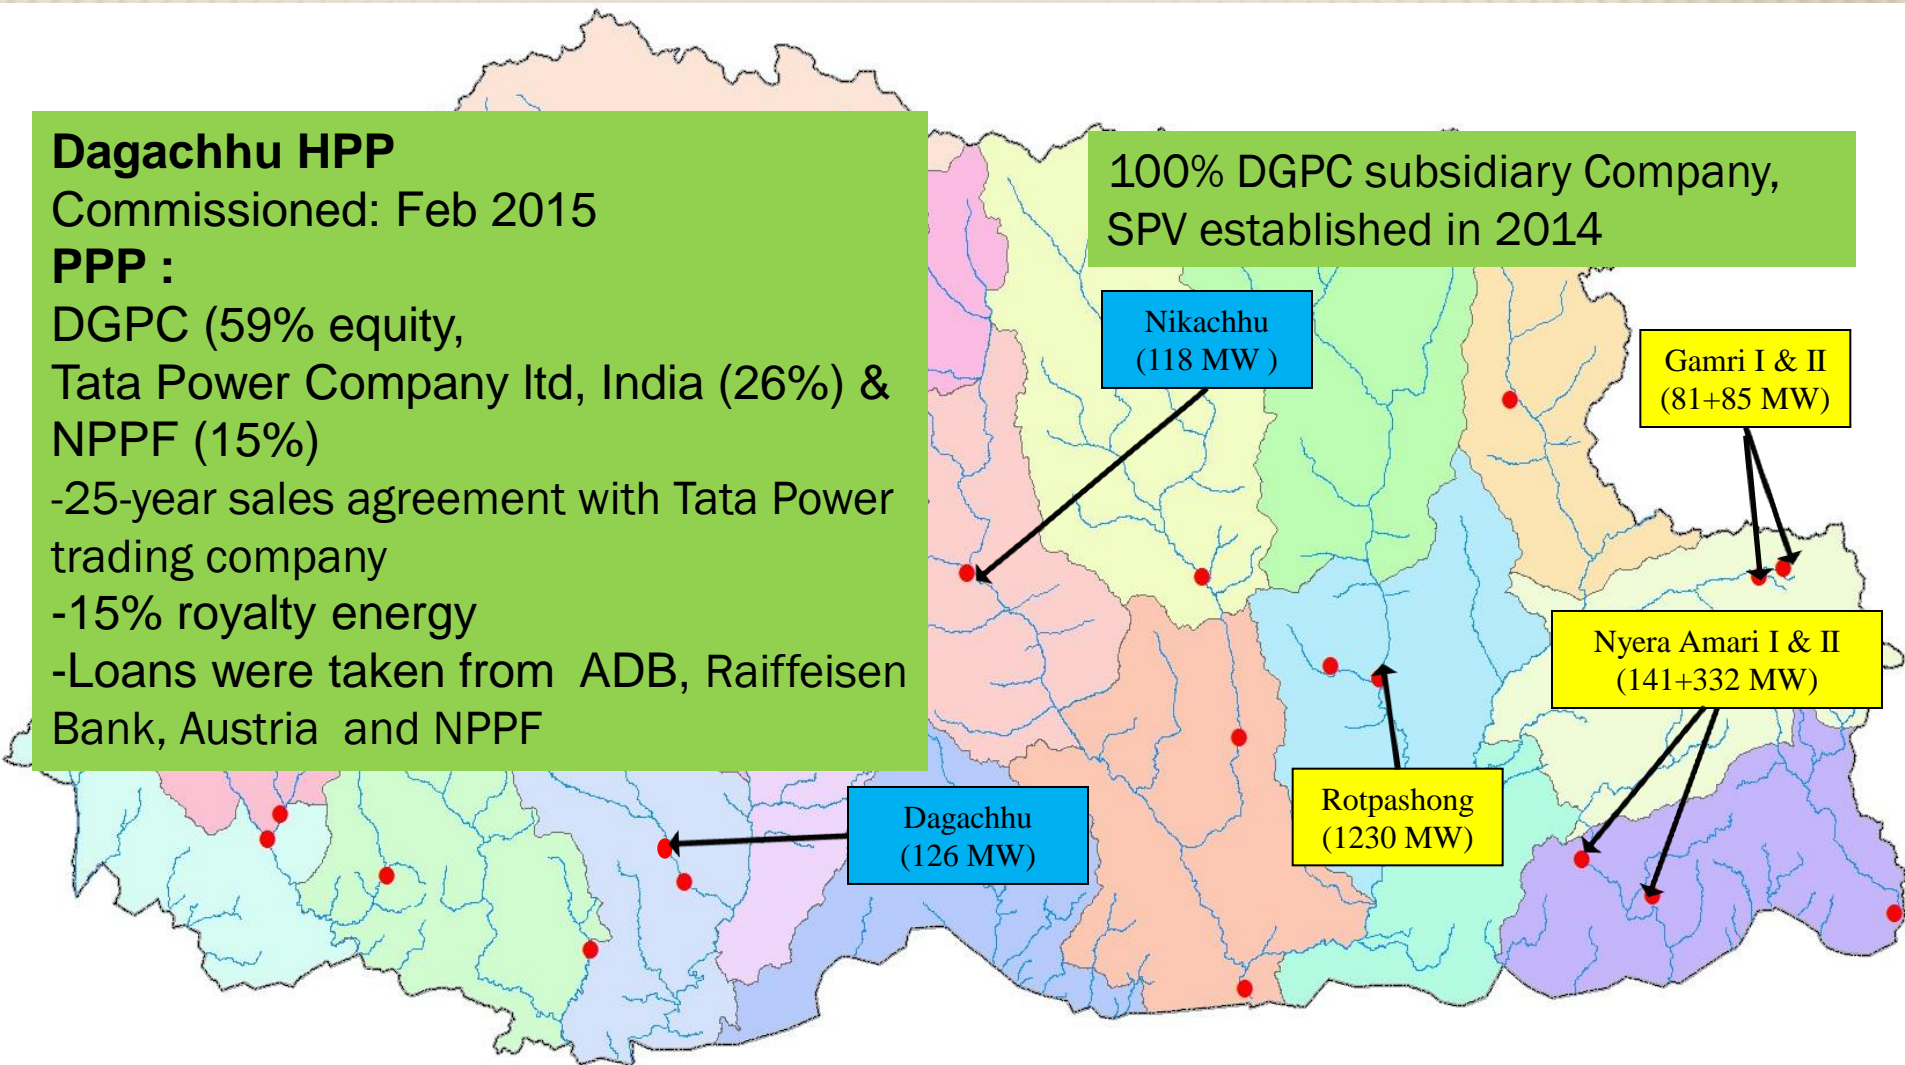 Dagachhu HPP
Commissioned: Feb 2015
PPP :
DGPC (59% equity,
Tata Power Company ltd, India (26%) &
NPPF (15%)
-25-year sales agreement with Tata Power
trading company
-15% royalty energy
-Loans were taken from ADB, Raiffeisen
Bank, Austria and NPPF
100% DGPC subsidiary Company,
SPV established in 2014
Nikachhu
(118 MW )
Gamri I & II
(81+85 MW)
Nyera Amari I & II
(141+332 MW)
Rotpashong
(1230 MW)
Dagachhu
(126 MW)